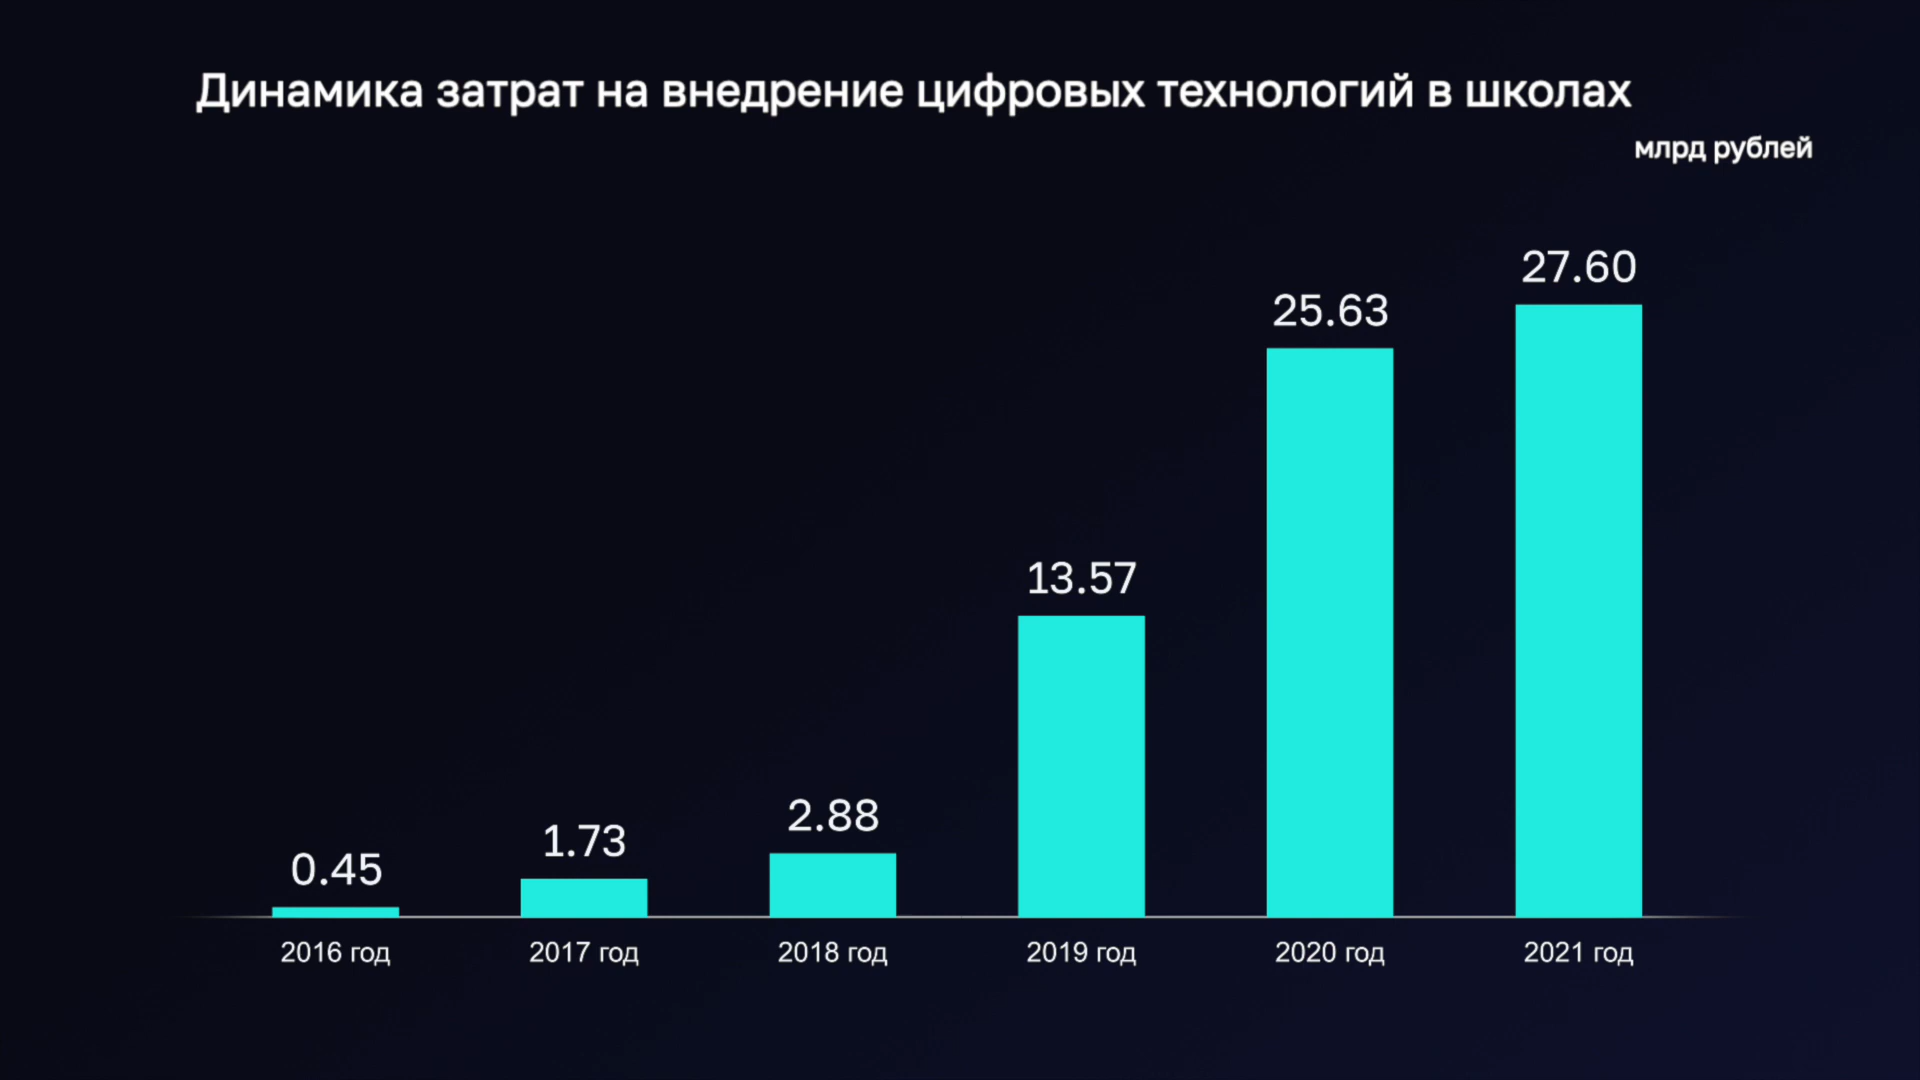 Динамика затрат на внедрение цифровых технологий в школах
млрд рублей
0.45
1.73
2.88
13.57
25.63
27.60
2016 год
2017 год
2018 год
2019 год
2020 год
2021 год